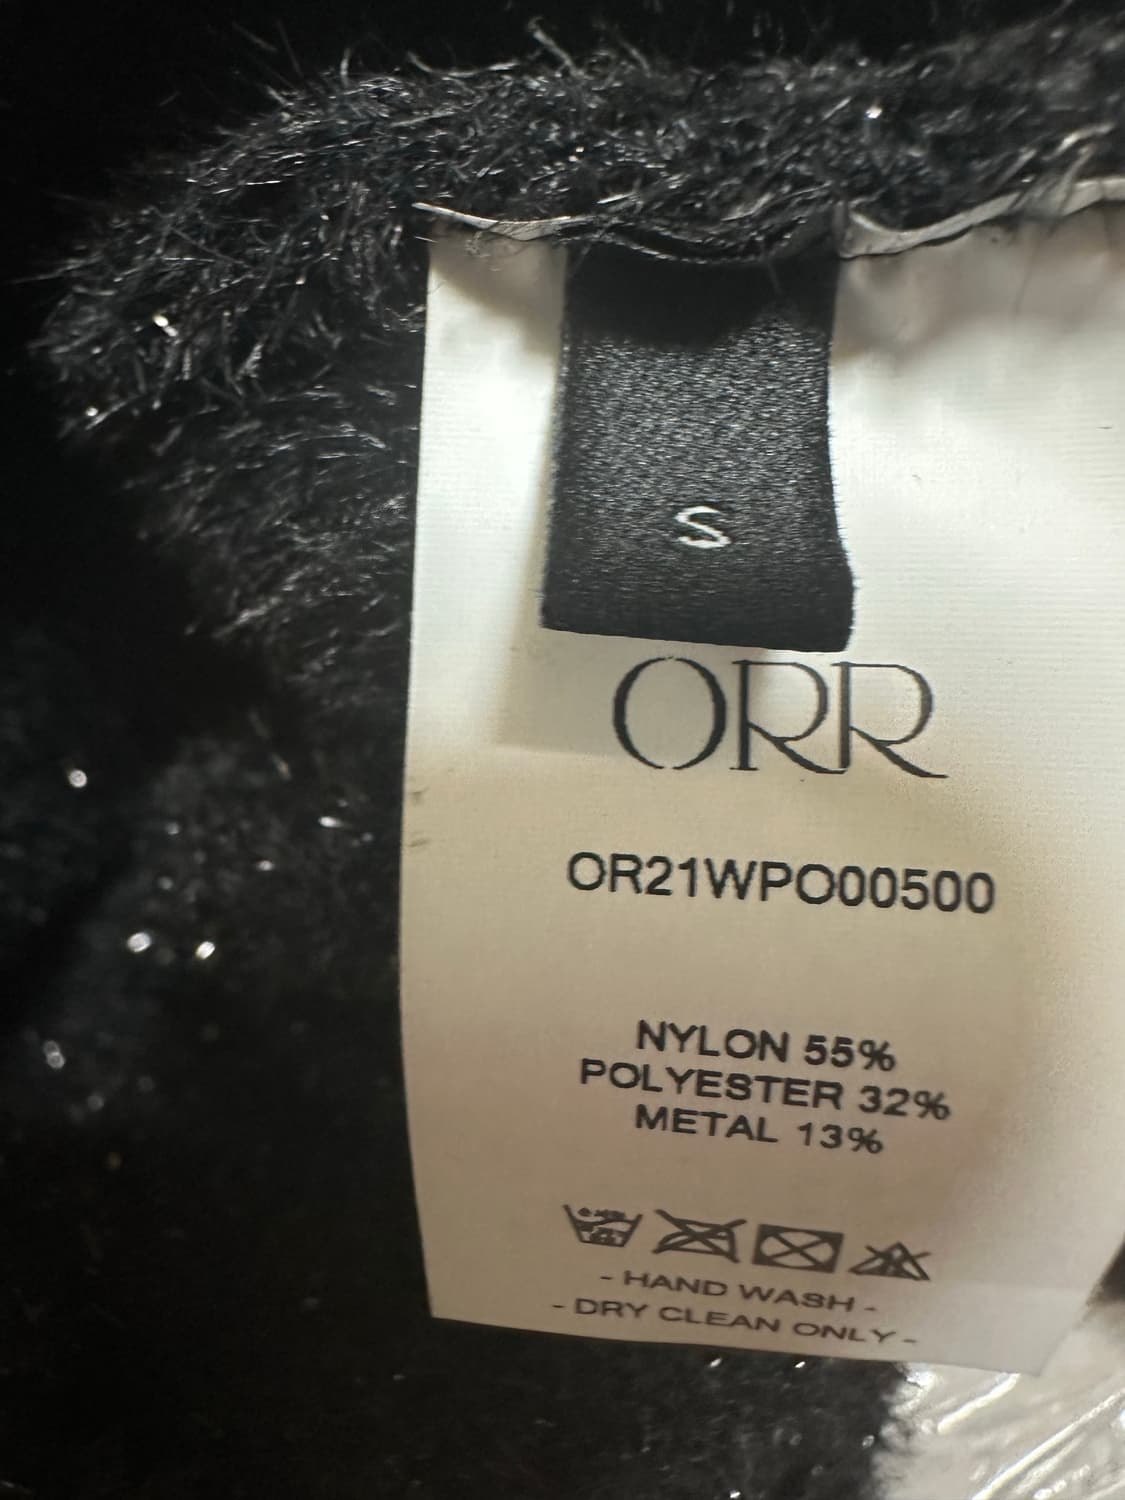 S
ORR
OR21WPO00500
NYLON 55%
POLYESTER 32%
METAL 13%
- HAND WASH -
- DRY CLEAN ONLY -